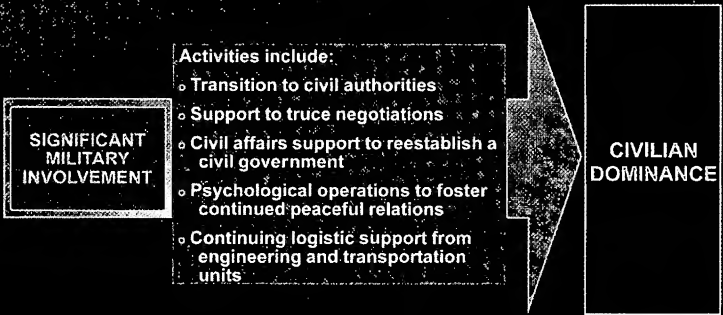 SIGNIFICANT
MILITARY
INVOLVEMENT
Activities include:
o Transition to civil authorities
o Support to truce negotiations
o Civil affairs support to reestablish a
civil government
o Psychological operations to foster
continued peaceful relations
o Continuing logistic support from
engineering and transportation
units
CIVILIAN
DOMINANCE